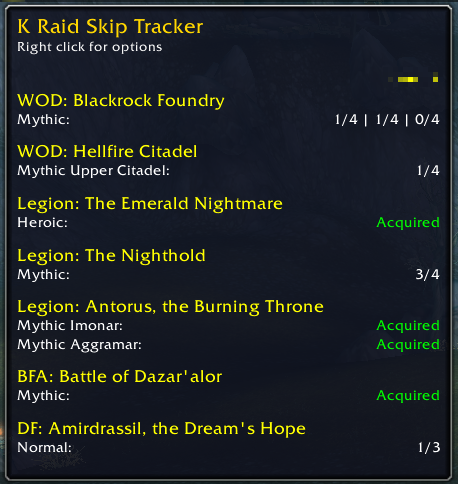 K Raid Skip Tracker
Right click for options
WOD: Blackrock Foundry
Mythic: 1/4 | 1/4 | 0/4
WOD: Hellfire Citadel
Mythic Upper Citadel: 1/4
Legion: The Emerald Nightmare
Heroic: Acquired
Legion: The Nighthold
Mythic: 3/4
Legion: Antorus, the Burning Throne
Mythic Imonar: Acquired
Mythic Aggramar: Acquired
BFA: Battle of Dazar'alor
Mythic: Acquired
DF: Amirdrassil, the Dream's Hope
Normal: 1/3